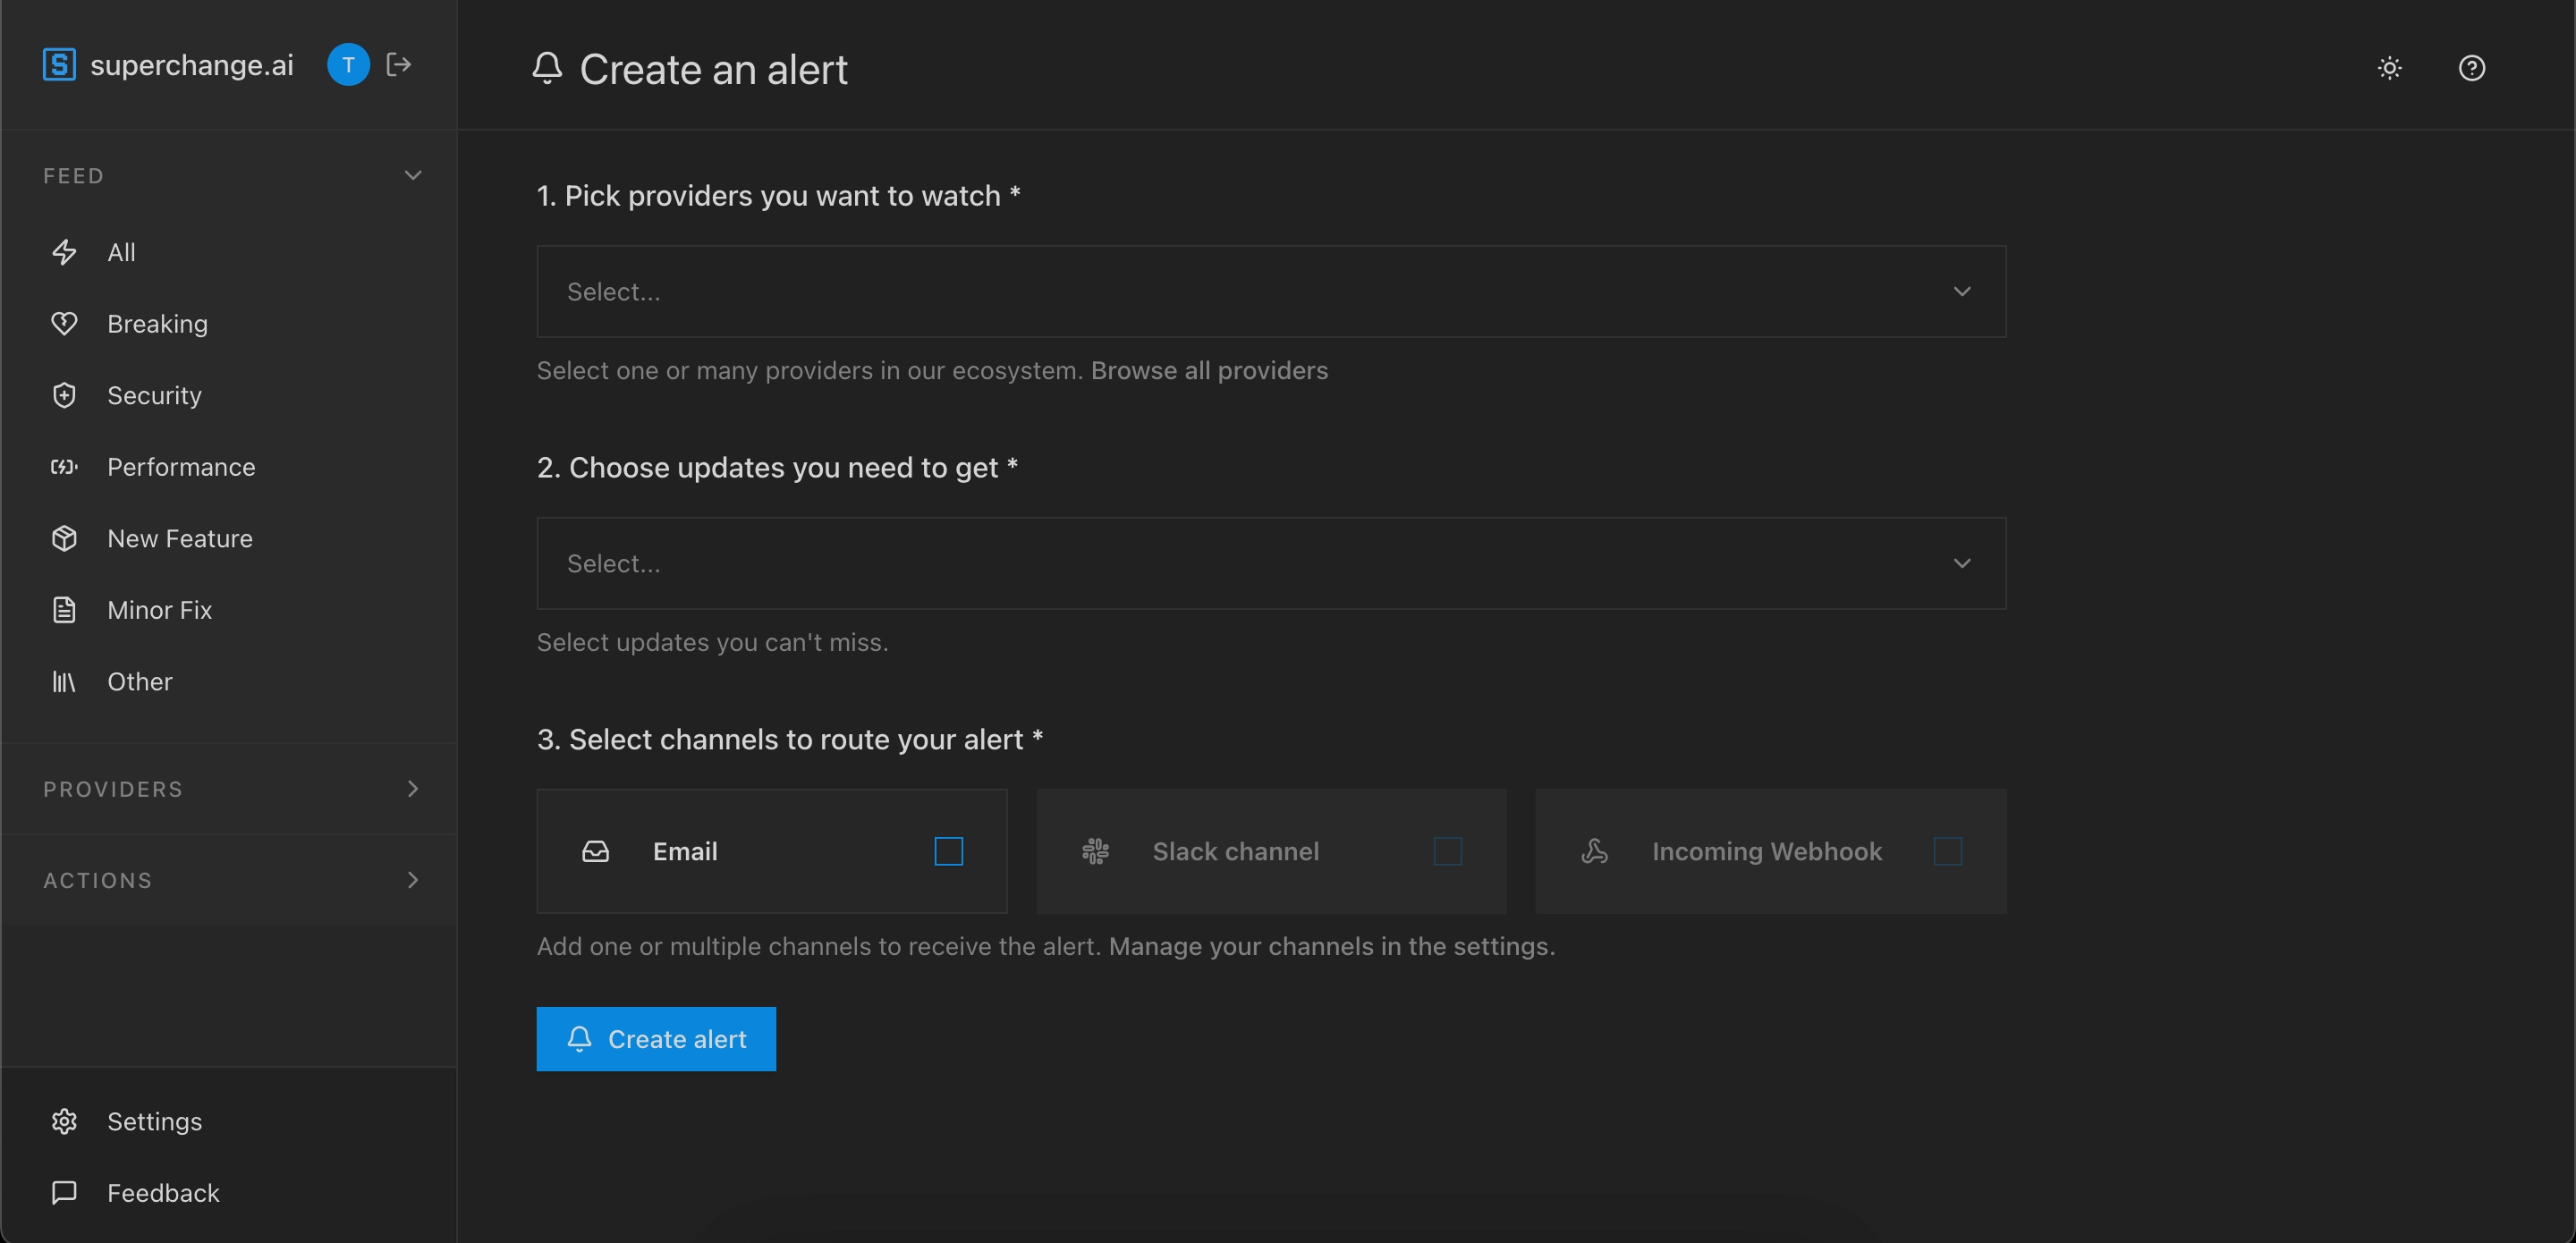 superchange.ai
T
FEED
All
Breaking
Security
Performance
New Feature
Minor Fix
Other
PROVIDERS
ACTIONS
Settings
Feedback
Create an alert
1. Pick providers you want to watch *
Select...
Select one or many providers in our ecosystem. Browse all providers
2. Choose updates you need to get *
Select...
Select updates you can't miss.
3. Select channels to route your alert *
Email
Slack channel
Incoming Webhook
Add one or multiple channels to receive the alert. Manage your channels in the settings.
Create alert